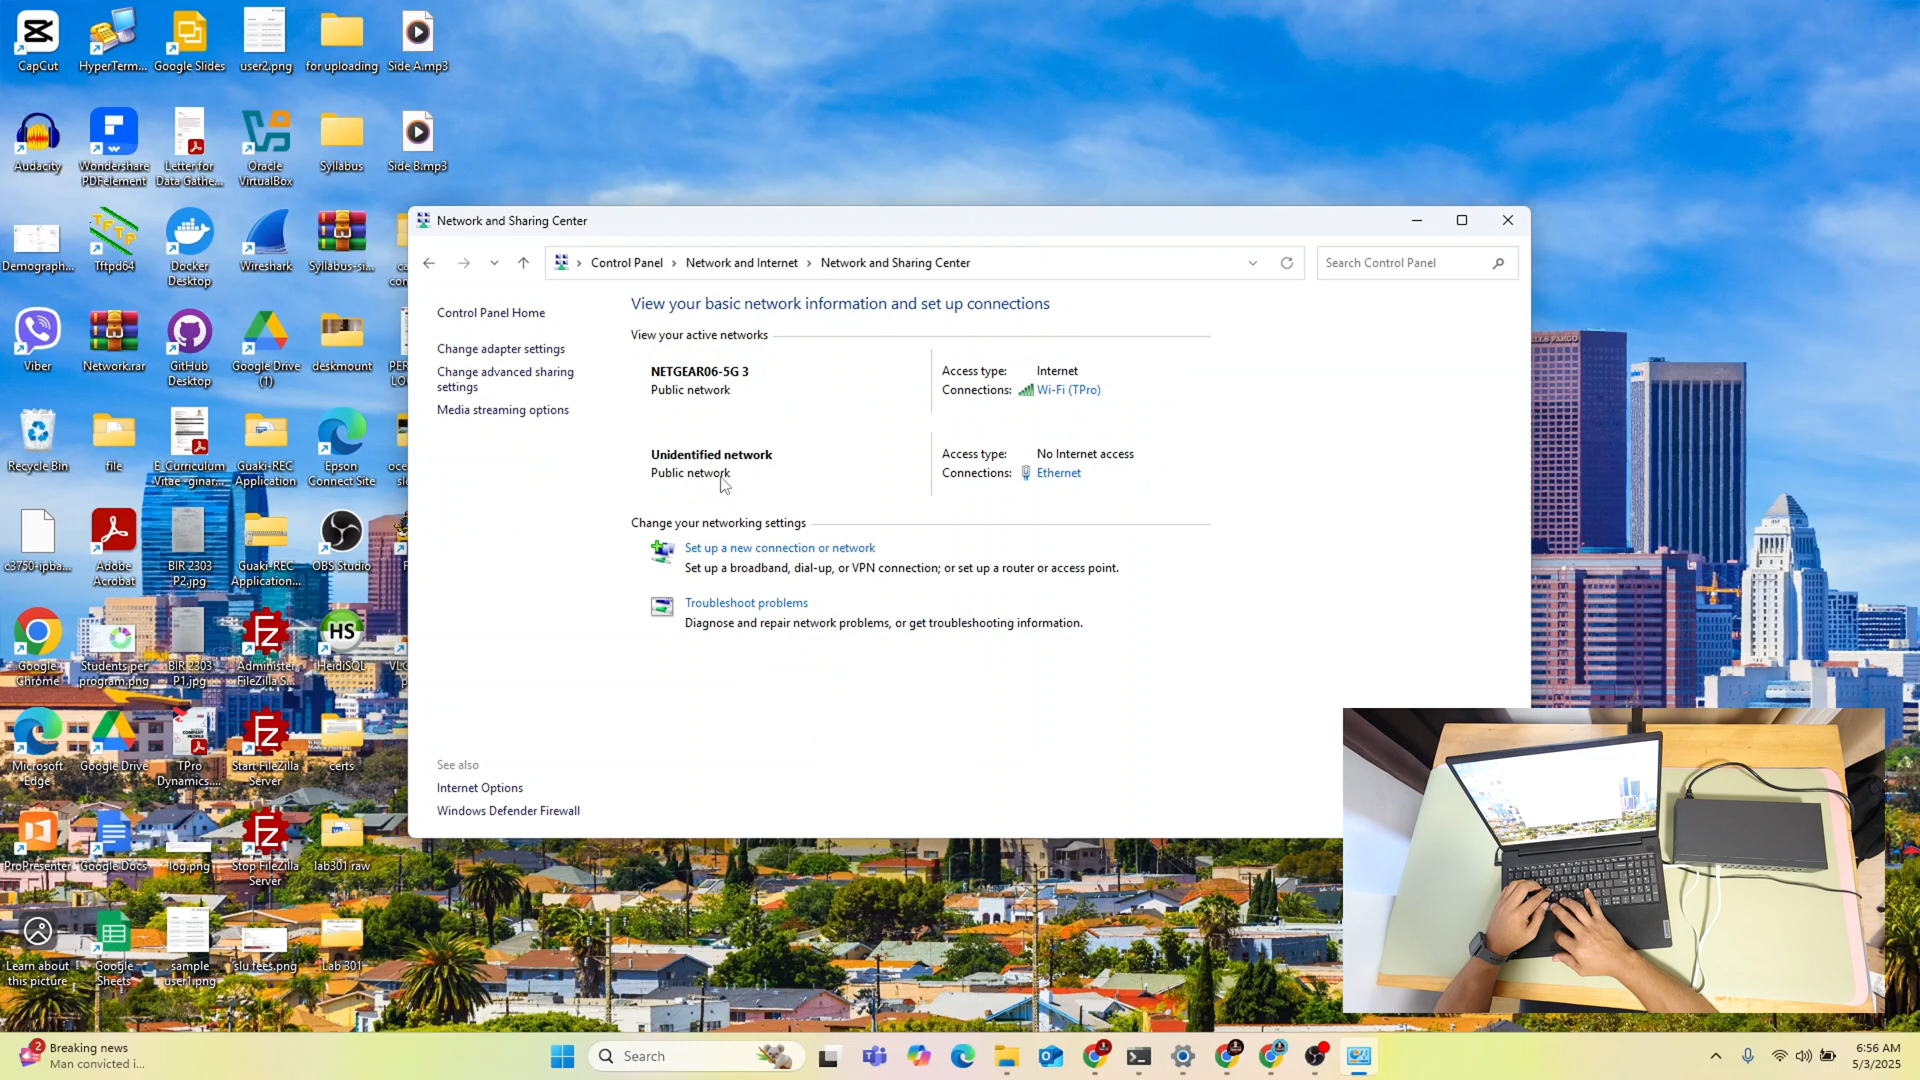 CapCut
HyperTerm...
Google Slides
user2.png
for uploading
Side A.mp3
Audacity
Wondershare
PDFelement
Letter for
Data Gathe...
Oracle
VirtualBox
Syllabus
Side B.mp3
Demograph...
Tftpd64
Docker
Desktop
Wireshark
Syllabus-si...
Viber
Network.rar
GitHub
Desktop
Google Drive
(1)
deskmount
Recycle Bin
file
E_Curriculum
Vitae -ginar...
Guaki-REC
Application
Epson
Connect Site
c3750-ipba...
Adobe
Acrobat
BIR 2303
P2.jpg
Guaki-REC
Application...
OBS Studio
Google
Chrome
Students per
program.png
BIR 2303
P1.jpg
Administer
FileZilla S...
HS
HeidiSQL
Microsoft
Edge
Google Drive
TPro
Dynamics....
Start FileZilla
Server
certs
ProPresenter
Google Docs
log.png
Stop FileZilla
Server
lab301 raw
Learn about
this picture
Google
Sheets
sample
user1.png
slu fees.png
Lab 301
Network and Sharing Center
Control Panel > Network and Internet > Network and Sharing Center
Search Control Panel
Control Panel Home
Change adapter settings
Change advanced sharing
settings
Media streaming options
See also
Internet Options
Windows Defender Firewall
View your basic network information and set up connections
View your active networks
NETGEAR06-5G 3
Public network
Access type: Internet
Connections: Wi-Fi (TPro)
Unidentified network
Public network
Access type: No Internet access
Connections: Ethernet
Change your networking settings
Set up a new connection or network
Set up a broadband, dial-up, or VPN connection; or set up a router or access point.
Troubleshoot problems
Diagnose and repair network problems, or get troubleshooting information.
2
Breaking news
Man convicted i...
Search
6:56 AM
5/3/2025